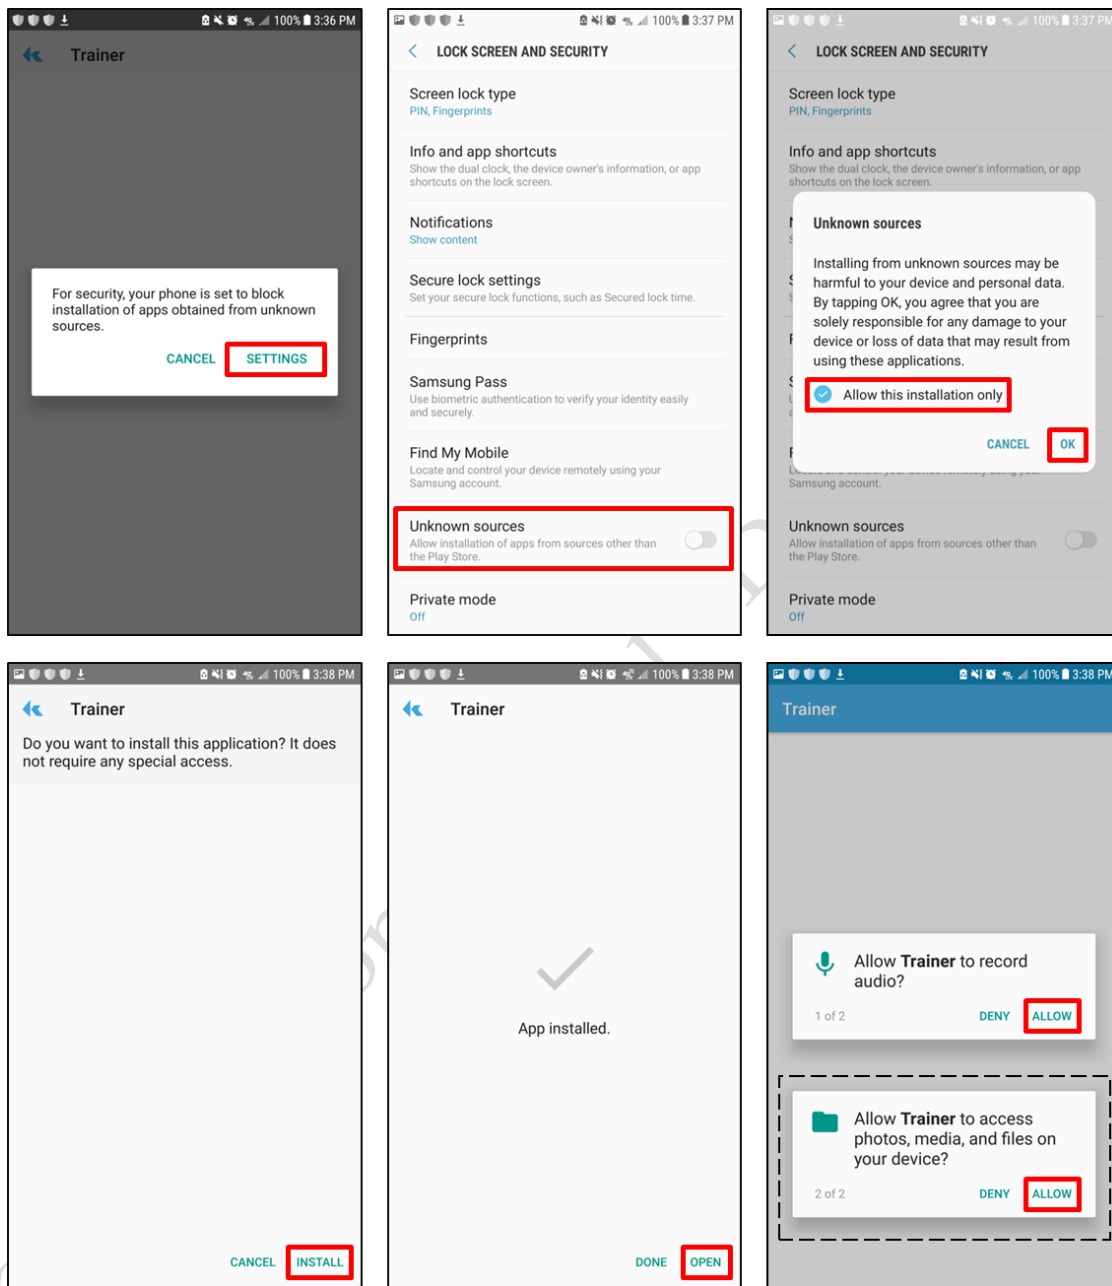 100% 3:36 PM
Trainer
For security, your phone is set to block
installation of apps obtained from unknown
sources.
CANCEL SETTINGS
100% 3:37 PM
LOCK SCREEN AND SECURITY
Screen lock type
PIN, Fingerprints
Info and app shortcuts
Show the dual clock, the device owner's information, or app
shortcuts on the lock screen.
Notifications
Show content
Secure lock settings
Set your secure lock functions, such as Secured lock time.
Fingerprints
Samsung Pass
Use biometric authentication to verify your identity easily
and securely.
Find My Mobile
Locate and control your device remotely using your
Samsung account.
Unknown sources
Allow installation of apps from sources other than
the Play Store.
Private mode
Off
100% 3:37 PM
LOCK SCREEN AND SECURITY
Screen lock type
PIN, Fingerprints
Info and app shortcuts
Show the dual clock, the device owner's information, or app
shortcuts on the lock screen.
Unknown sources
Installing from unknown sources may be
harmful to your device and personal data.
By tapping OK, you agree that you are
solely responsible for any damage to your
device or loss of data that may result from
using these applications.
Allow this installation only
CANCEL OK
Samsung account.
Unknown sources
Allow installation of apps from sources other than
the Play Store.
Private mode
Off
100% 3:38 PM
Trainer
Do you want to install this application? It does
not require any special access.
CANCEL INSTALL
100% 3:38 PM
Trainer
App installed.
DONE OPEN
100% 3:38 PM
Trainer
Allow Trainer to record
audio?
1 of 2 DENY ALLOW
Allow Trainer to access
photos, media, and files on
your device?
2 of 2 DENY ALLOW